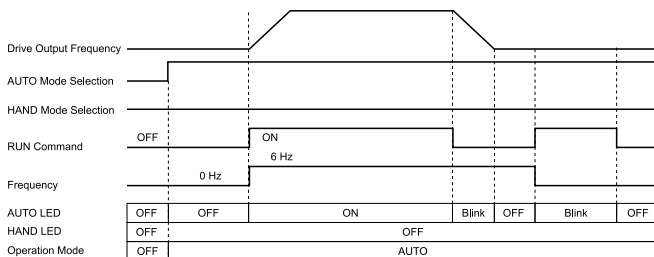 Drive Output Frequency
AUTO Mode Selection
HAND Mode Selection
RUN Command OFF ON
6 Hz
Frequency 0 Hz
AUTO LED OFF OFF ON Blink OFF Blink OFF
HAND LED OFF OFF
Operation Mode OFF AUTO